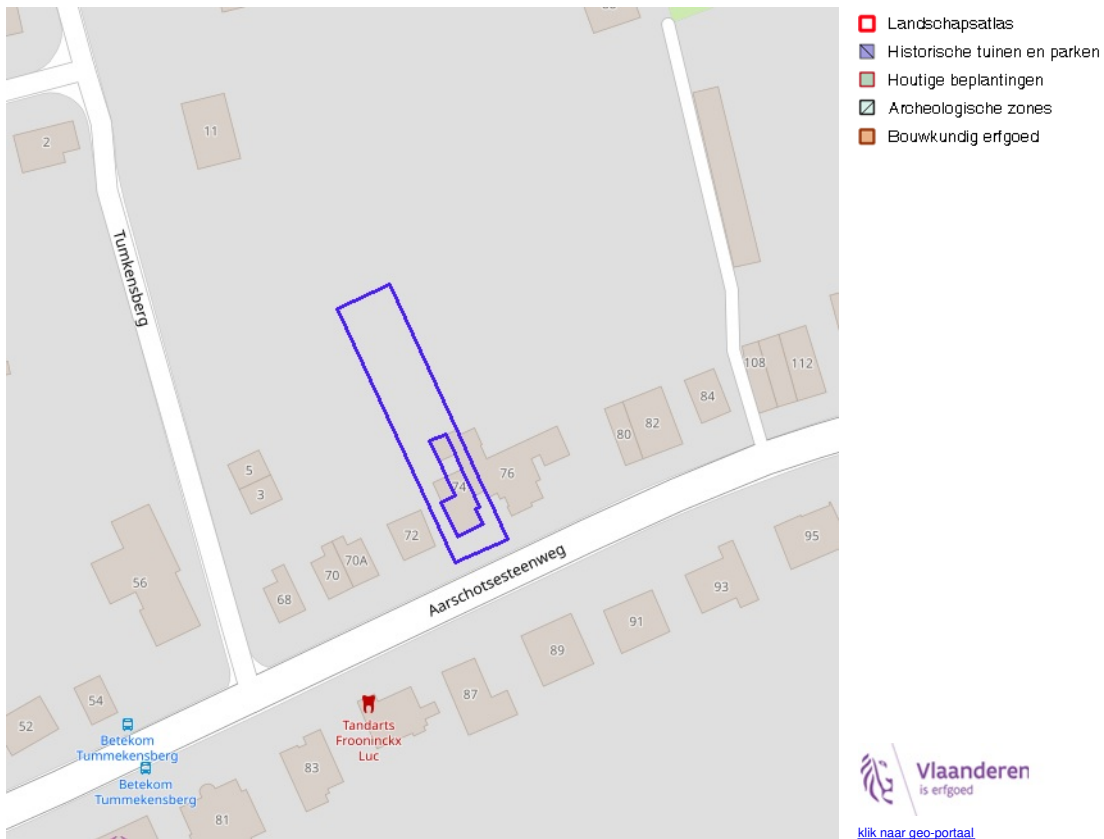 Landschapsatlas
Historische tuinen en parken
Houtige beplantingen
Archeologische zones
Bouwkundig erfgoed
2
11
Tumkensberg
108
112
84
82
80
76
74
72
70A
70
68
5
3
56
54
52
Aarschotsesteenweg
95
93
91
89
87
83
81
Tandarts
Frooninckx
Luc
Betekom
Tummekensberg
Betekom
Tummekensberg
Vlaanderen
is erfgoed
klik naar geo-portaal